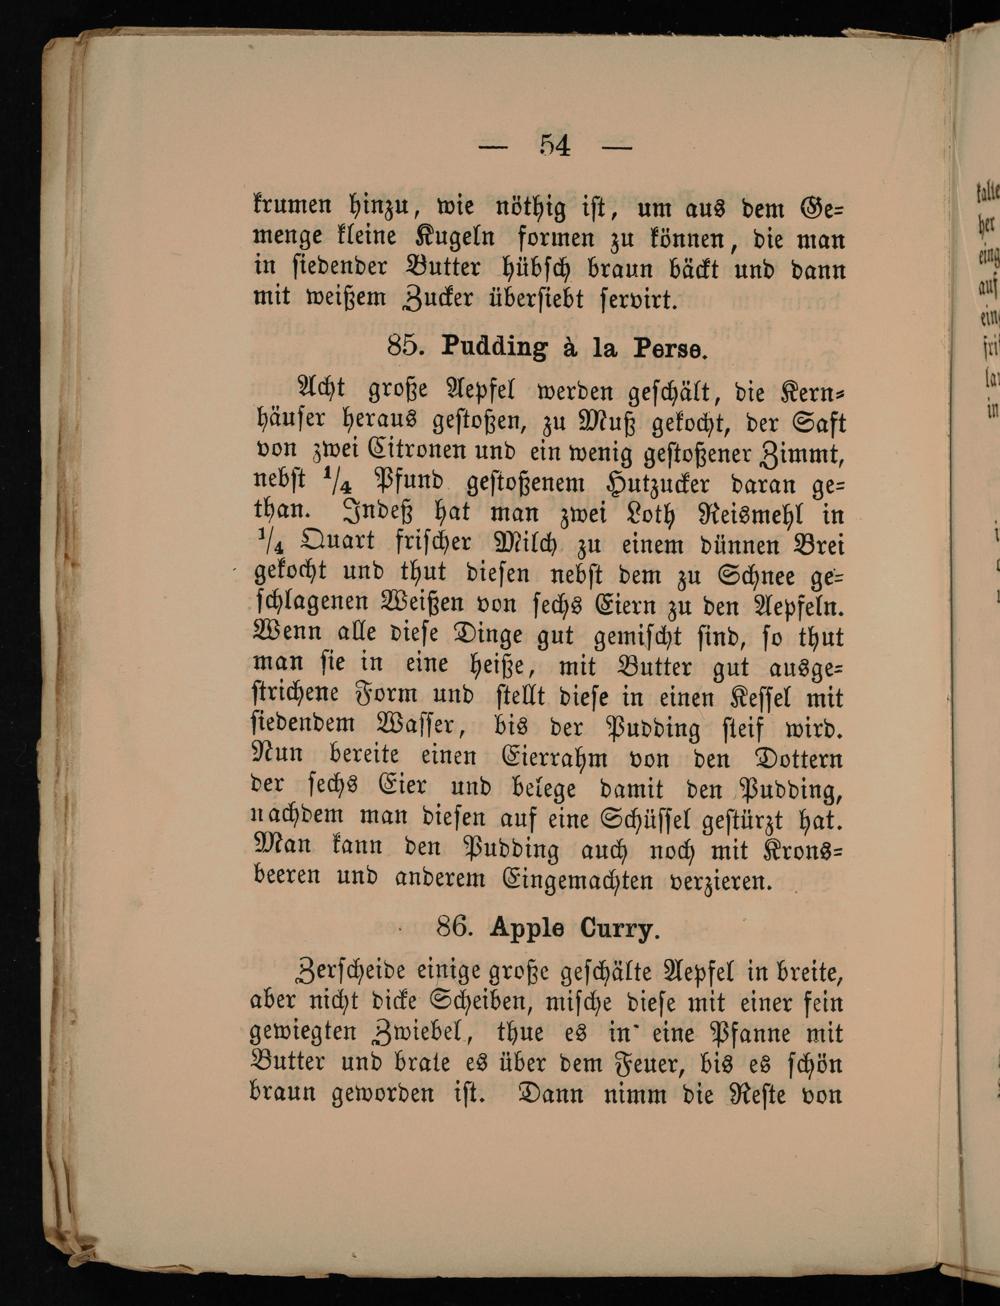 — 54 —
krumen hinzu, wie nöthig ist, um aus dem Ge=
menge kleine Kugeln formen zu können, die man
in siedender Butter hübsch braun bäckt und dann
mit weißem Zucker übersiebt servirt.
85. Pudding à la Perse.
Acht große Aepfel werden geschält, die Kern=
häuser heraus gestoßen, zu Muß gekocht, der Saft
von zwei Citronen und ein wenig gestoßener Zimmt,
nebst 1/4 Pfund gestoßenem Hutzucker daran ge=
than. Indeß hat man zwei Loth Reismehl in
1/4 Quart frischer Milch zu einem dünnen Brei
gekocht und thut diesen nebst dem zu Schnee ge=
schlagenen Weißen von sechs Eiern zu den Aepfeln.
Wenn alle diese Dinge gut gemischt sind, so thut
man sie in eine heiße, mit Butter gut ausge=
strichene Form und stellt diese in einen Kessel mit
siedendem Wasser, bis der Pudding steif wird.
Nun bereite einen Eierrahm von den Dottern
der sechs Eier und belege damit den Pudding,
nachdem man diesen auf eine Schüssel gestürzt hat.
Man kann den Pudding auch noch mit Krons=
beeren und anderem Eingemachten verzieren.
86. Apple Curry.
Zerscheide einige große geschälte Aepfel in breite,
aber nicht dicke Scheiben, mische diese mit einer fein
gewiegten Zwiebel, thue es in eine Pfanne mit
Butter und brate es über dem Feuer, bis es schön
braun geworden ist. Dann nimm die Reste von